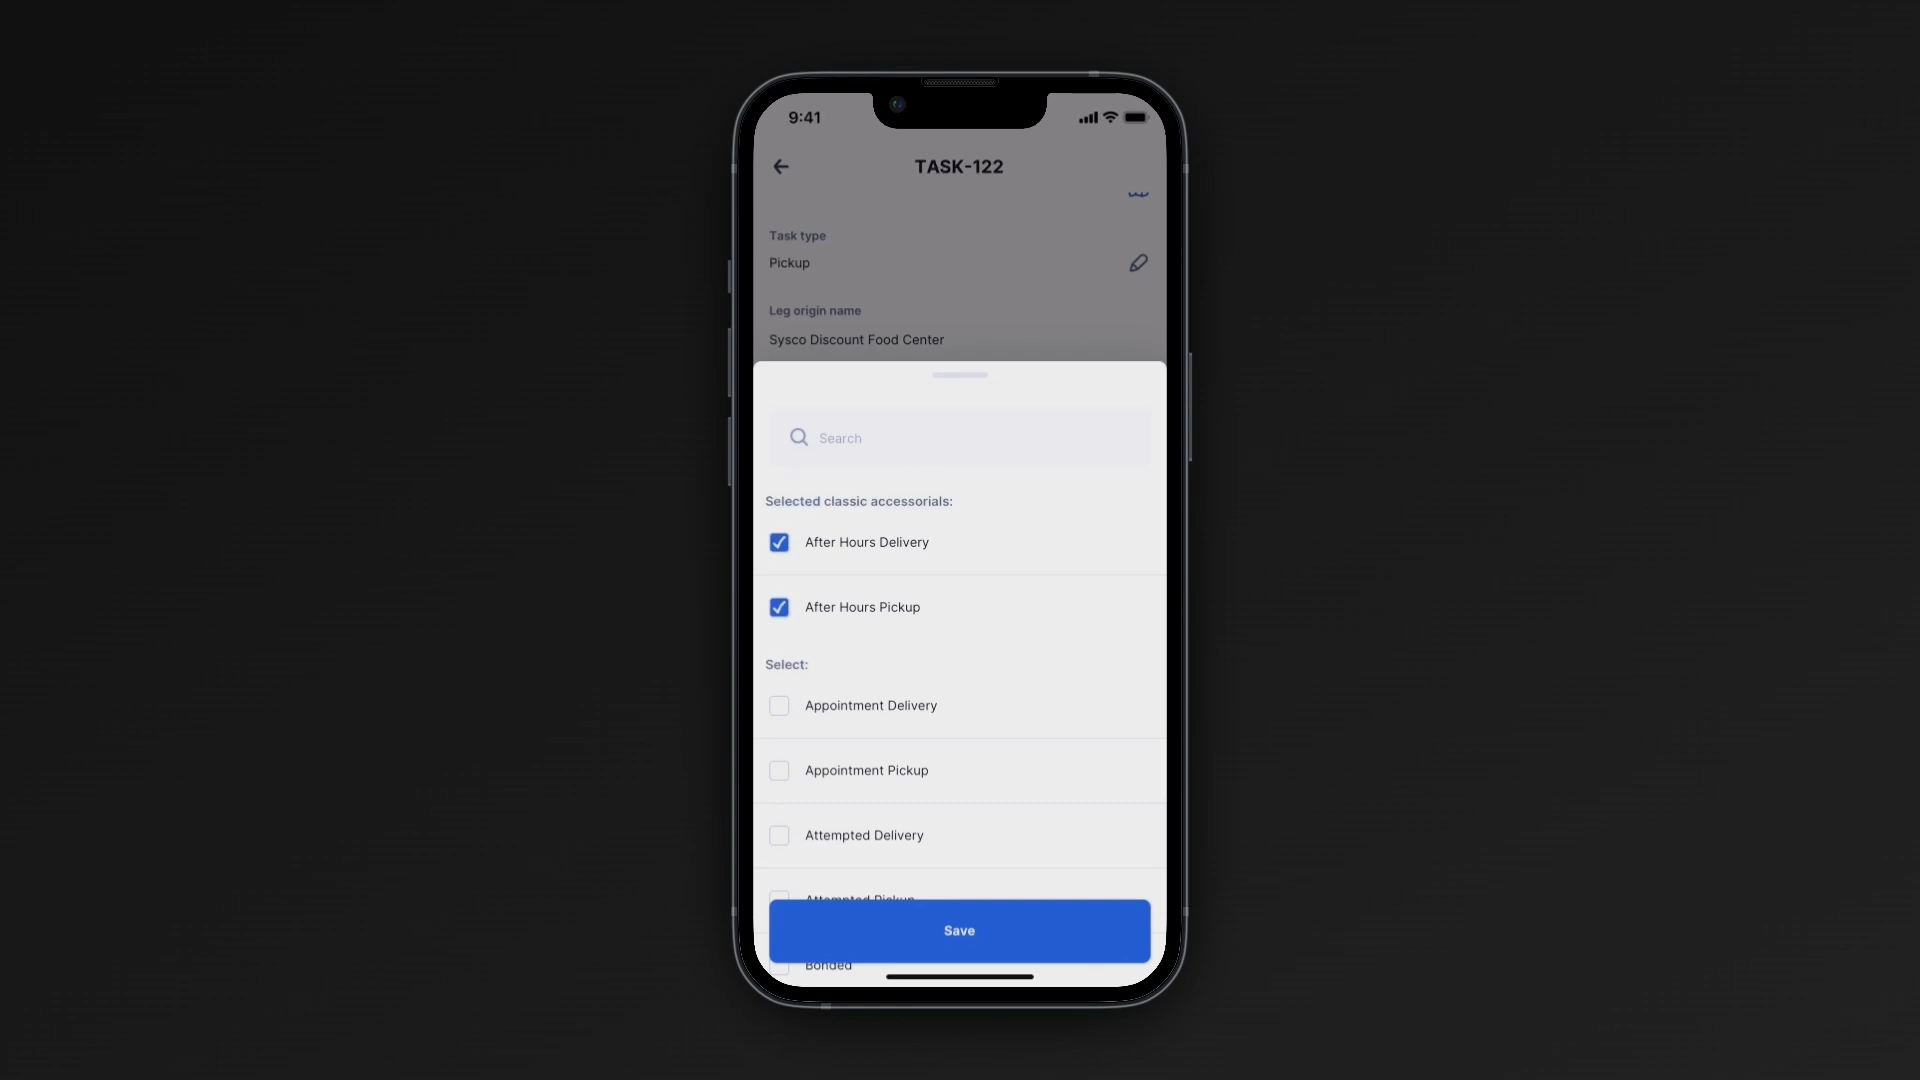 9:41
TASK-122
Task type
Pickup
Leg origin name
Sysco Discount Food Center
Search
Selected classic accessorials:
After Hours Delivery
After Hours Pickup
Select:
Appointment Delivery
Appointment Pickup
Attempted Delivery
Attempted Pickup
Save
Bonded